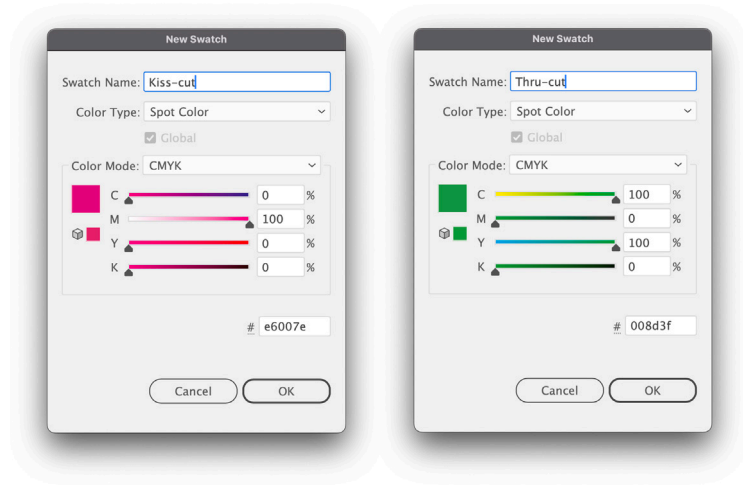 New Swatch
Swatch Name: Kiss-cut
Color Type: Spot Color
Global
Color Mode: CMYK
C 0 %
M 100 %
Y 0 %
K 0 %
# e6007e
Cancel OK
New Swatch
Swatch Name: Thru-cut
Color Type: Spot Color
Global
Color Mode: CMYK
C 100 %
M 0 %
Y 100 %
K 0 %
# 008d3f
Cancel OK